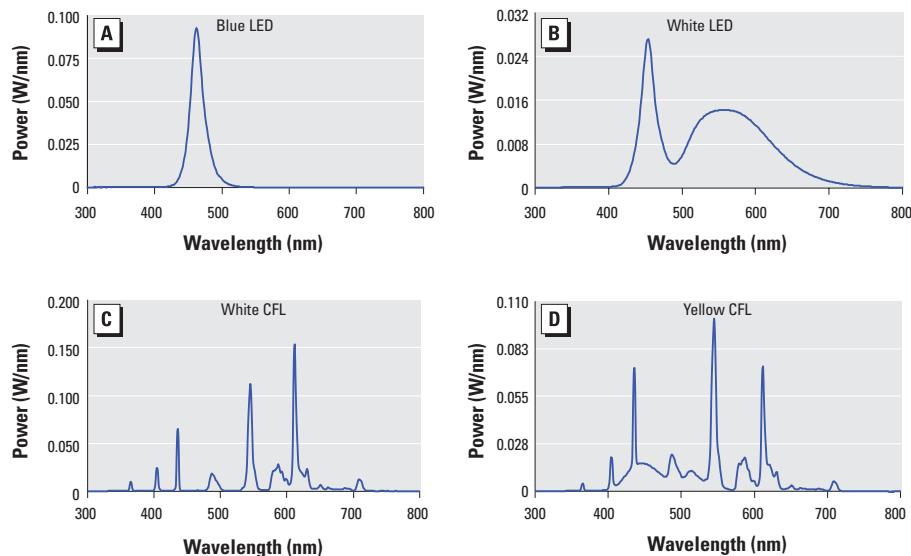 A
Blue LED
Power (W/nm)
0.100
0.075
0.050
0.025
0
300 400 500 600 700 800
Wavelength (nm)
B
White LED
Power (W/nm)
0.032
0.024
0.016
0.008
0
300 400 500 600 700 800
Wavelength (nm)
C
White CFL
Power (W/nm)
0.200
0.150
0.100
0.050
0
300 400 500 600 700 800
Wavelength (nm)
D
Yellow CFL
Power (W/nm)
0.110
0.083
0.055
0.028
0
300 400 500 600 700 800
Wavelength (nm)